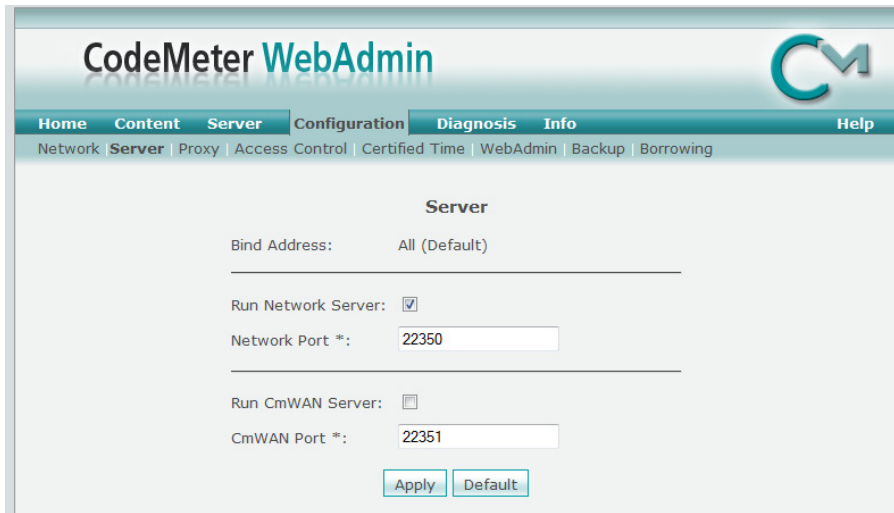 CodeMeter WebAdmin
CM
Home Content Server Configuration Diagnosis Info Help
Network | Server | Proxy | Access Control | Certified Time | WebAdmin | Backup | Borrowing
Server
Bind Address: All (Default)
Run Network Server:
Network Port *: 22350
Run CmWAN Server:
CmWAN Port *: 22351
Apply Default